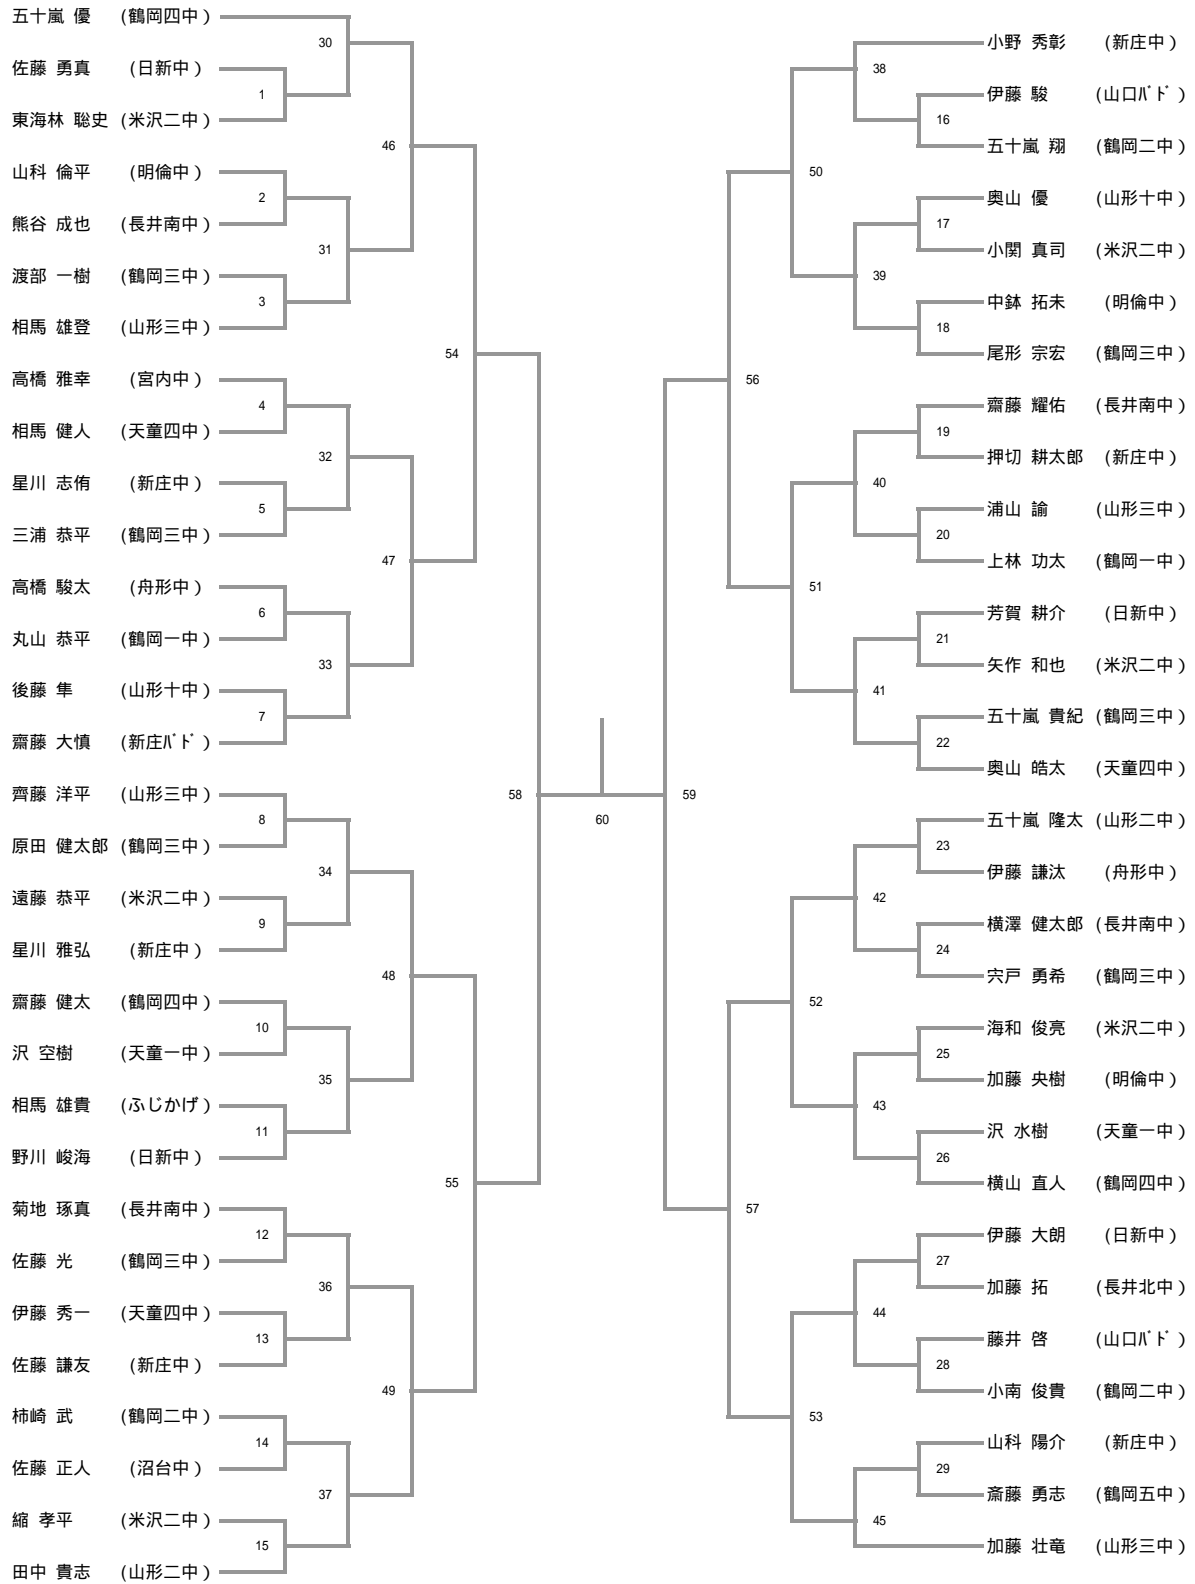 五十嵐 優 (鶴岡四中)
佐藤 勇真 (日新中)
東海林 聡史 (米沢二中)
山科 倫平 (明倫中)
熊谷 成也 (長井南中)
渡部 一樹 (鶴岡三中)
相馬 雄登 (山形三中)
高橋 雅幸 (宮内中)
相馬 健人 (天童四中)
星川 志侑 (新庄中)
三浦 恭平 (鶴岡三中)
高橋 駿太 (舟形中)
丸山 恭平 (鶴岡一中)
後藤 隼 (山形十中)
齋藤 大慎 (新庄ﾊﾞﾄﾞ)
齊藤 洋平 (山形三中)
原田 健太郎 (鶴岡三中)
遠藤 恭平 (米沢二中)
星川 雅弘 (新庄中)
齋藤 健太 (鶴岡四中)
沢 空樹 (天童一中)
相馬 雄貴 (ふじかげ)
野川 峻海 (日新中)
菊地 琢真 (長井南中)
佐藤 光 (鶴岡三中)
伊藤 秀一 (天童四中)
佐藤 謙友 (新庄中)
柿崎 武 (鶴岡二中)
佐藤 正人 (沼台中)
縮 孝平 (米沢二中)
田中 貴志 (山形二中)
1
2
3
4
5
6
7
8
9
10
11
12
13
14
15
30
31
32
33
34
35
36
37
46
47
48
49
54
55
58
60
59
56
57
50
51
52
53
38
39
40
41
42
43
44
45
16
17
18
19
20
21
22
23
24
25
26
27
28
29
小野 秀彰 (新庄中)
伊藤 駿 (山口ﾊﾞﾄﾞ)
五十嵐 翔 (鶴岡二中)
奥山 優 (山形十中)
小関 真司 (米沢二中)
中鉢 拓未 (明倫中)
尾形 宗宏 (鶴岡三中)
齋藤 耀佑 (長井南中)
押切 耕太郎 (新庄中)
浦山 諭 (山形三中)
上林 功太 (鶴岡一中)
芳賀 耕介 (日新中)
矢作 和也 (米沢二中)
五十嵐 貴紀 (鶴岡三中)
奥山 皓太 (天童四中)
五十嵐 隆太 (山形二中)
伊藤 謙汰 (舟形中)
横澤 健太郎 (長井南中)
宍戸 勇希 (鶴岡三中)
海和 俊亮 (米沢二中)
加藤 央樹 (明倫中)
沢 水樹 (天童一中)
横山 直人 (鶴岡四中)
伊藤 大朗 (日新中)
加藤 拓 (長井北中)
藤井 啓 (山口ﾊﾞﾄﾞ)
小南 俊貴 (鶴岡二中)
山科 陽介 (新庄中)
斎藤 勇志 (鶴岡五中)
加藤 壮竜 (山形三中)